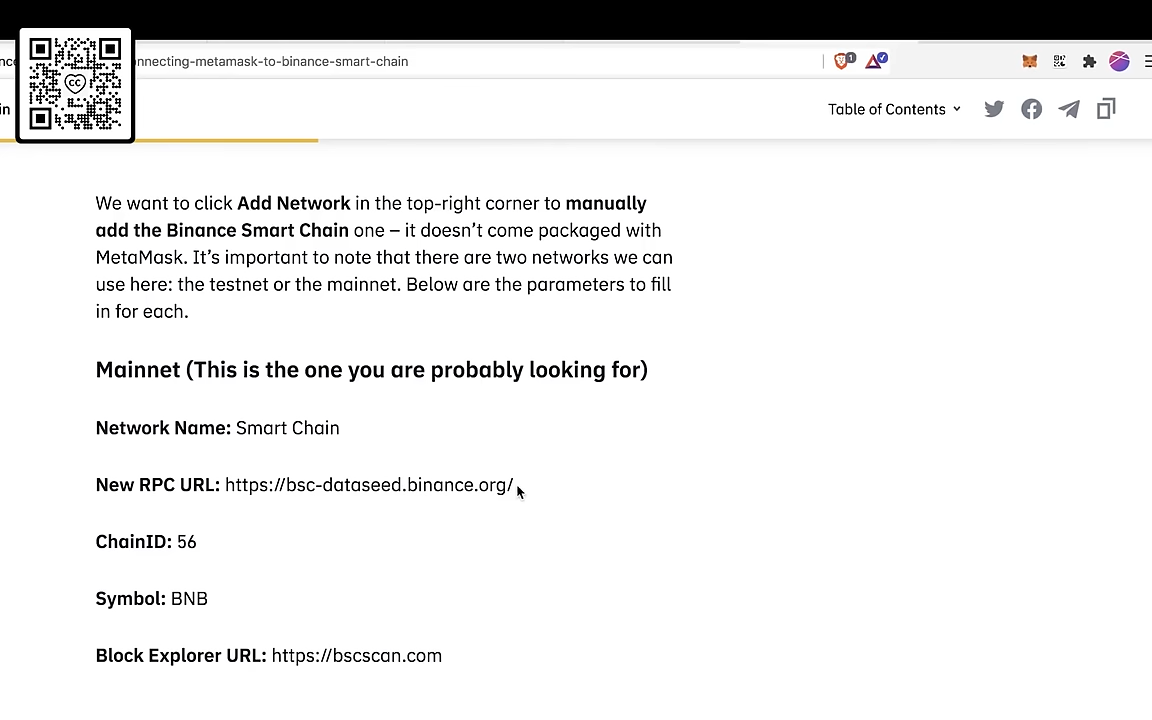 nnecting-metamask-to-binance-smart-chain
1
Table of Contents
CC
We want to click Add Network in the top-right corner to manually
add the Binance Smart Chain one – it doesn’t come packaged with
MetaMask. It’s important to note that there are two networks we can
use here: the testnet or the mainnet. Below are the parameters to fill
in for each.
Mainnet (This is the one you are probably looking for)
Network Name: Smart Chain
New RPC URL: https://bsc-dataseed.binance.org/
ChainID: 56
Symbol: BNB
Block Explorer URL: https://bscscan.com